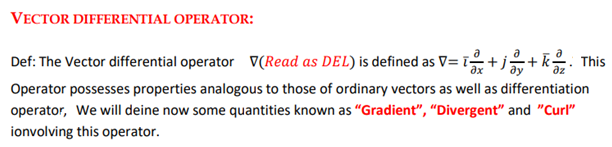 VECTOR DIFFERENTIAL OPERATOR:
Def: The Vector differential operator ∇(Read as DEL) is defined as ∇= i̅ ∂/∂x + j̅ ∂/∂y + k̅ ∂/∂z . This
Operator possesses properties analogous to those of ordinary vectors as well as differentiation
operator, We will deine now some quantities known as “Gradient”, “Divergent” and ”Curl”
ionvolving this operator.